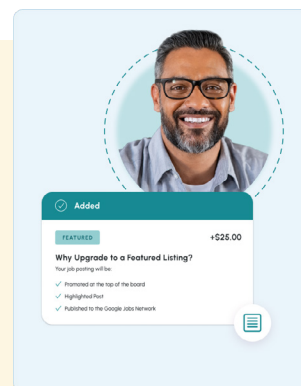 Added
FEATURED +$25.00
Why Upgrade to a Featured Listing?
Your job posting will be:
Promoted at the top of the board
Highlighted Post
Published to the Google Jobs Network